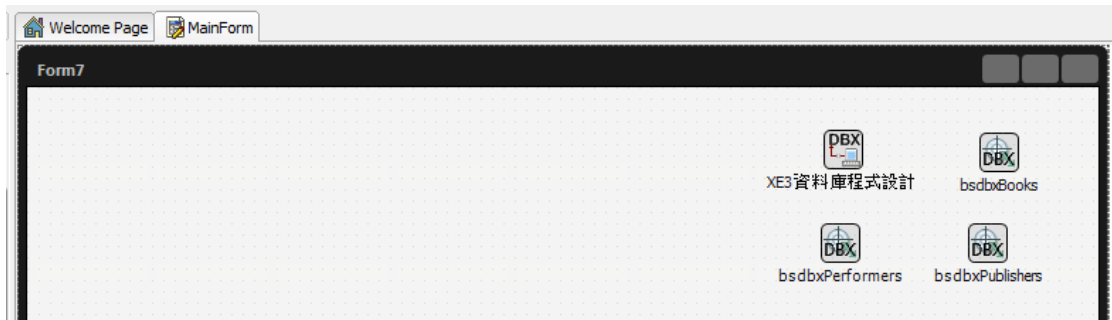 Welcome Page MainForm
Form7
DBX DBX
XE3資料庫程式設計 bsdbxBooks
DBX DBX
bsdbxPerformers bsdbxPublishers